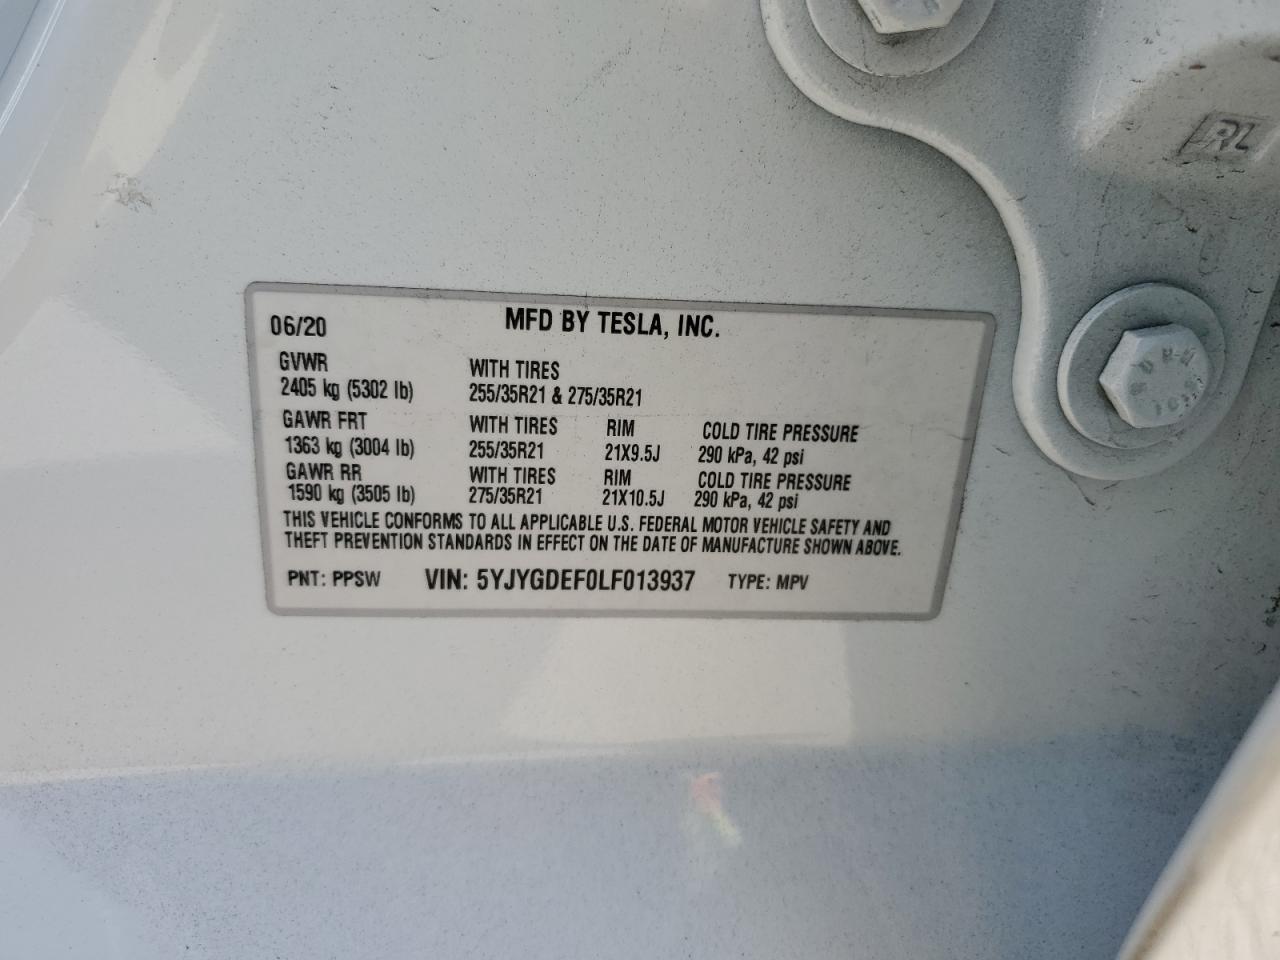 06/20 MFD BY TESLA, INC.
GVWR WITH TIRES
2405 kg (5302 lb) 255/35R21 & 275/35R21
GAWR FRT WITH TIRES RIM COLD TIRE PRESSURE
1363 kg (3004 lb) 255/35R21 21X9.5J 290 kPa, 42 psi
GAWR RR WITH TIRES RIM COLD TIRE PRESSURE
1590 kg (3505 lb) 275/35R21 21X10.5J 290 kPa, 42 psi
THIS VEHICLE CONFORMS TO ALL APPLICABLE U.S. FEDERAL MOTOR VEHICLE SAFETY AND
THEFT PREVENTION STANDARDS IN EFFECT ON THE DATE OF MANUFACTURE SHOWN ABOVE.
PNT: PPSW VIN: 5YJYGDEF0LF013937 TYPE: MPV
RL